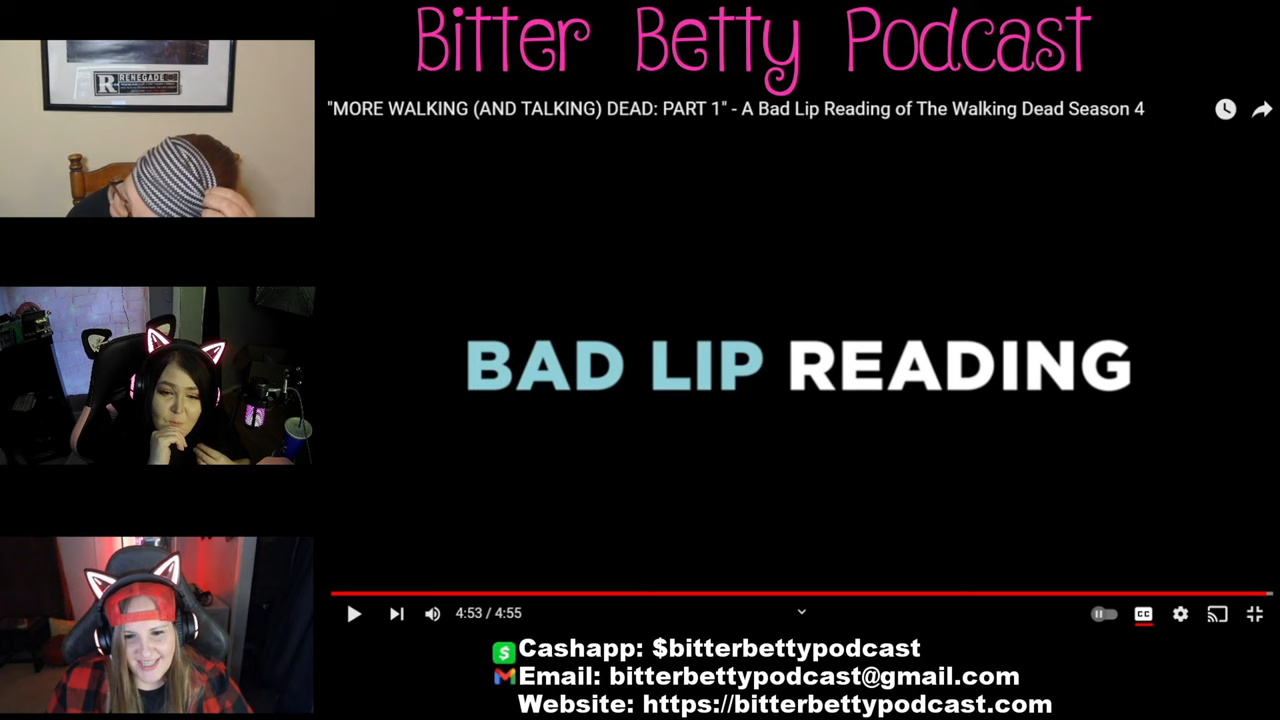 Bitter Betty Podcast
"MORE WALKING (AND TALKING) DEAD: PART 1" - A Bad Lip Reading of The Walking Dead Season 4
R RENEGADE
BAD LIP READING
4:53 / 4:55
CC
$ Cashapp: $bitterbettypodcast
Email: bitterbettypodcast@gmail.com
Website: https://bitterbettypodcast.com